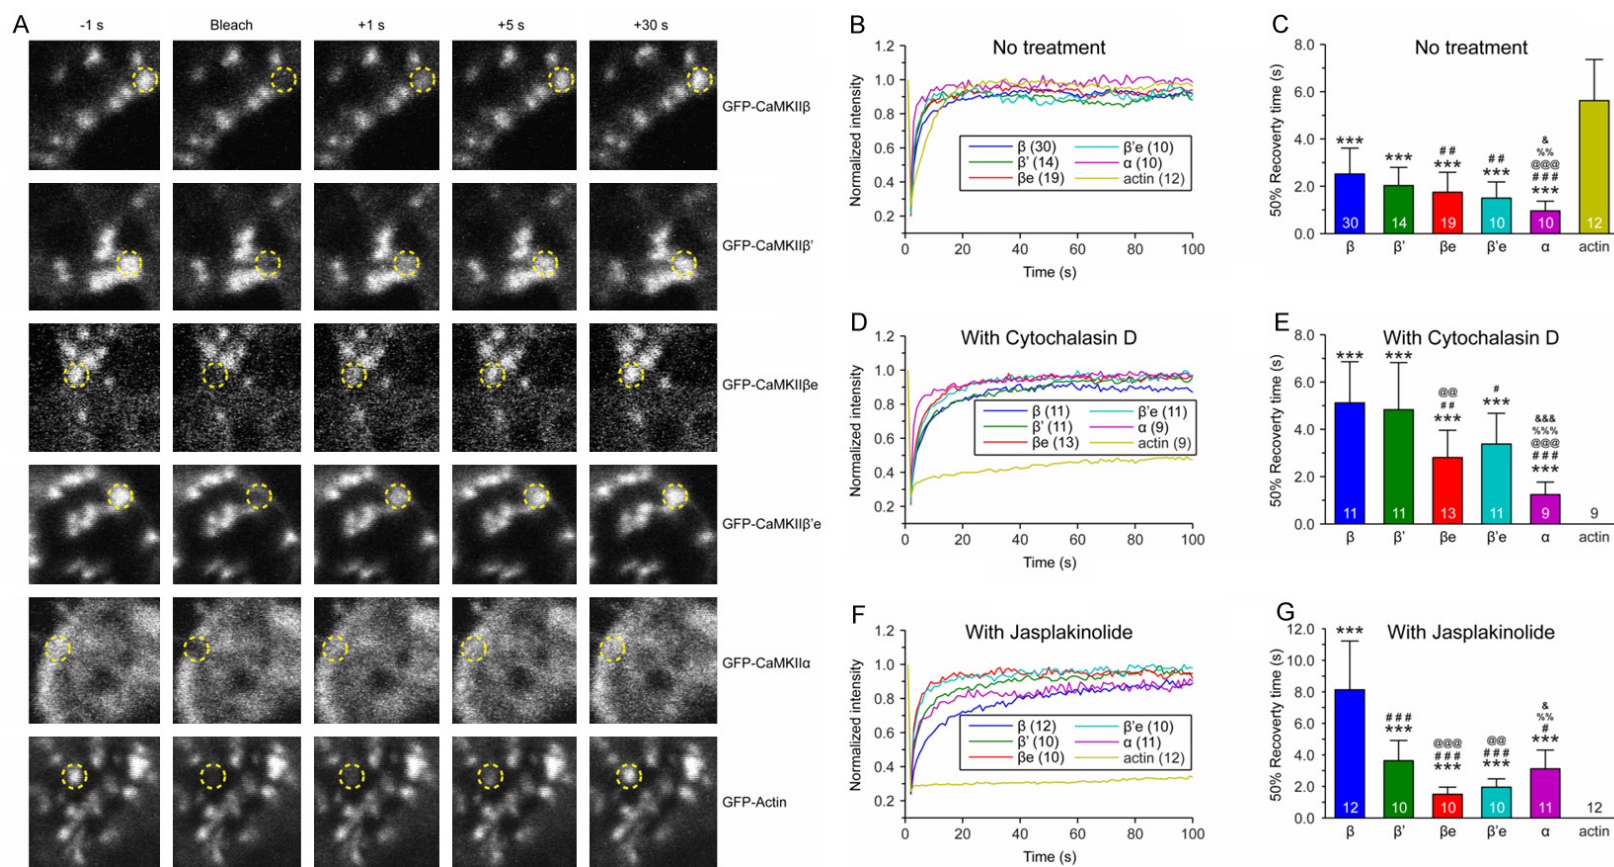 A
-1 s
Bleach
+1 s
+5 s
+30 s
GFP-CaMKIIβ
GFP-CaMKIIβ'
GFP-CaMKIIβe
GFP-CaMKIIβ'e
GFP-CaMKIIα
GFP-Actin
B
No treatment
Normalized intensity
1.2
1.0
0.8
0.6
0.4
0.2
β (30)
β'e (10)
β' (14)
α (10)
βe (19)
actin (12)
0 20 40 60 80 100
Time (s)
C
No treatment
50% Recoverty time (s)
8.0
6.0
4.0
2.0
0.0
***
***
##
***
##
***
&
%%
@@@
###
***
30 14 19 10 10 12
β β' βe β'e α actin
D
With Cytochalasin D
Normalized intensity
1.2
1.0
0.8
0.6
0.4
0.2
β (11)
β'e (11)
β' (11)
α (9)
βe (13)
actin (9)
0 20 40 60 80 100
Time (s)
E
With Cytochalasin D
50% Recoverty time (s)
8.0
6.0
4.0
2.0
0.0
***
***
@@
##
***
#
***
&&&
%%%
@@@
###
***
11 11 13 11 9 9
β β' βe β'e α actin
F
With Jasplakinolide
Normalized intensity
1.2
1.0
0.8
0.6
0.4
0.2
β (12)
β'e (10)
β' (10)
α (11)
βe (10)
actin (12)
0 20 40 60 80 100
Time (s)
G
With Jasplakinolide
50% Recoverty time (s)
12.0
10.0
8.0
6.0
4.0
2.0
0.0
***
###
***
@@@
###
***
@@
###
***
&
%%
#
***
12 10 10 10 11 12
β β' βe β'e α actin